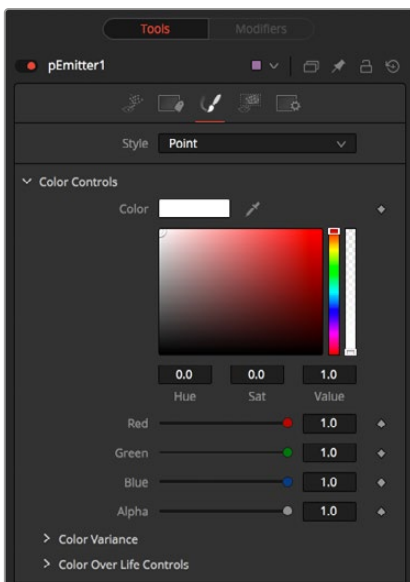 Tools Modifiers
pEmitter1
Style Point
Color Controls
Color
0.0 0.0 1.0
Hue Sat Value
Red 1.0
Green 1.0
Blue 1.0
Alpha 1.0
Color Variance
Color Over Life Controls